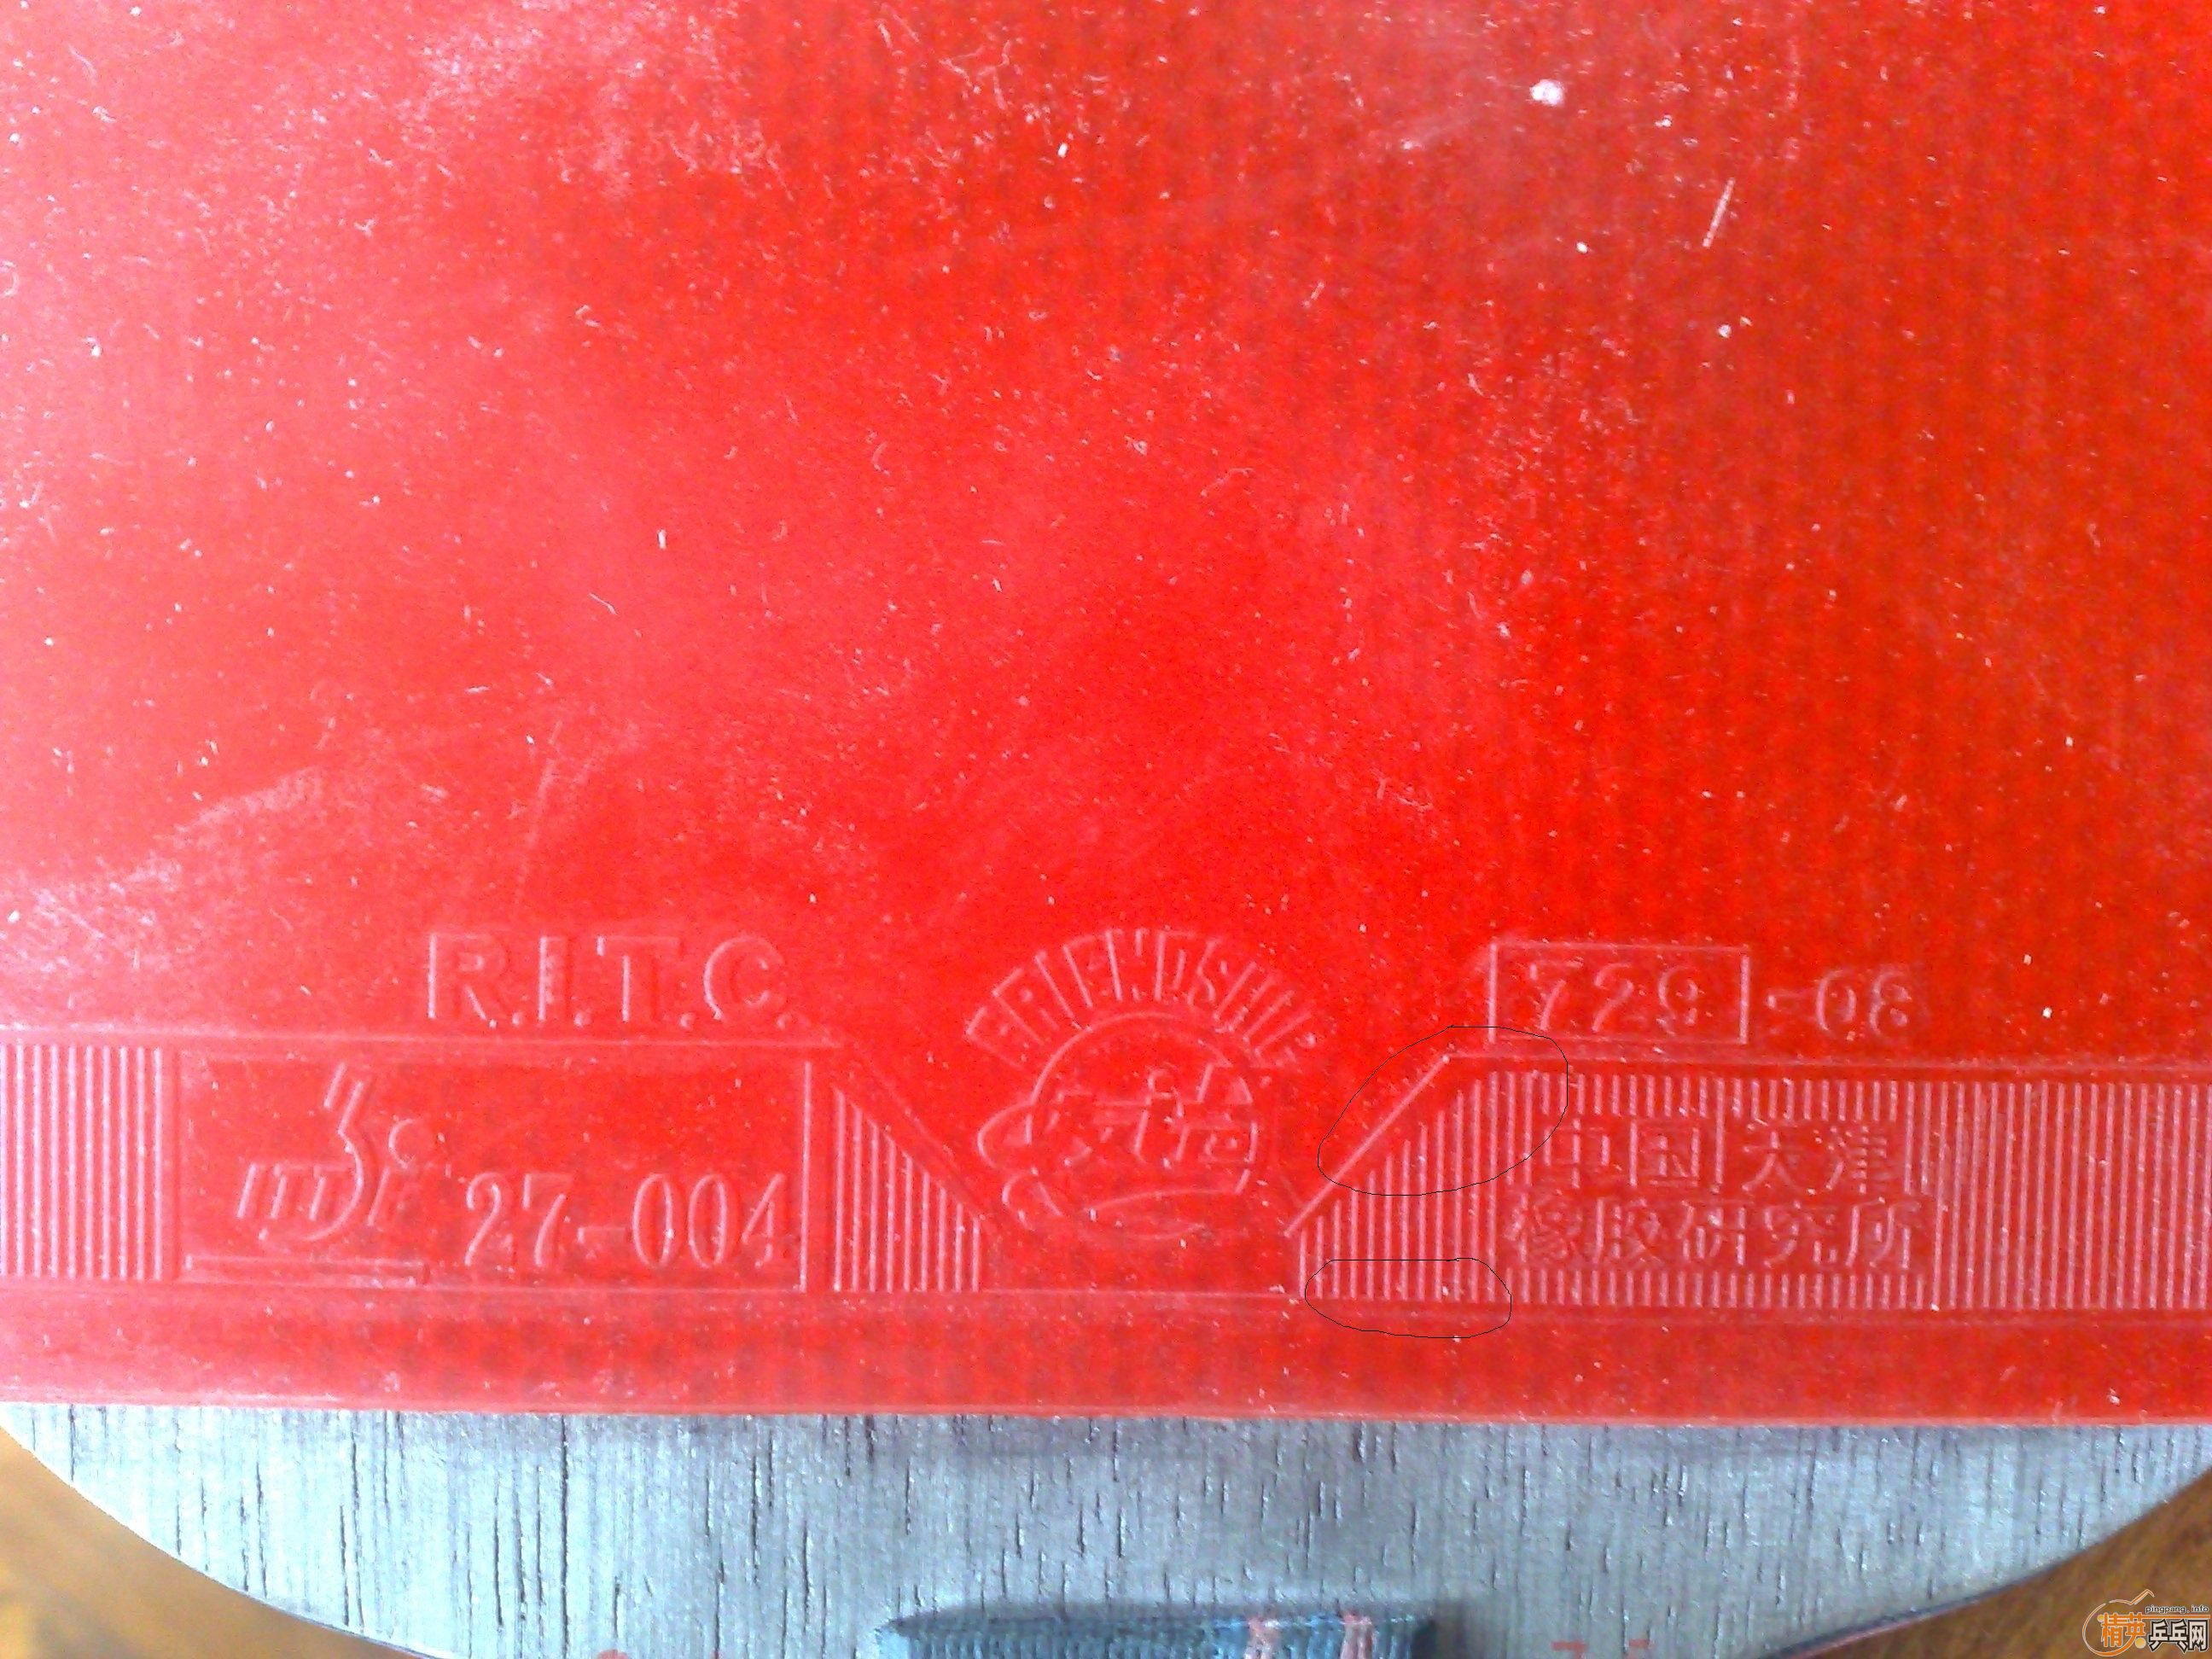 R.I.T.C.
FRIENDSHIP
729-08
27-004
友谊
中国天津
橡胶研究所
pingpang.info
精英乒乓网